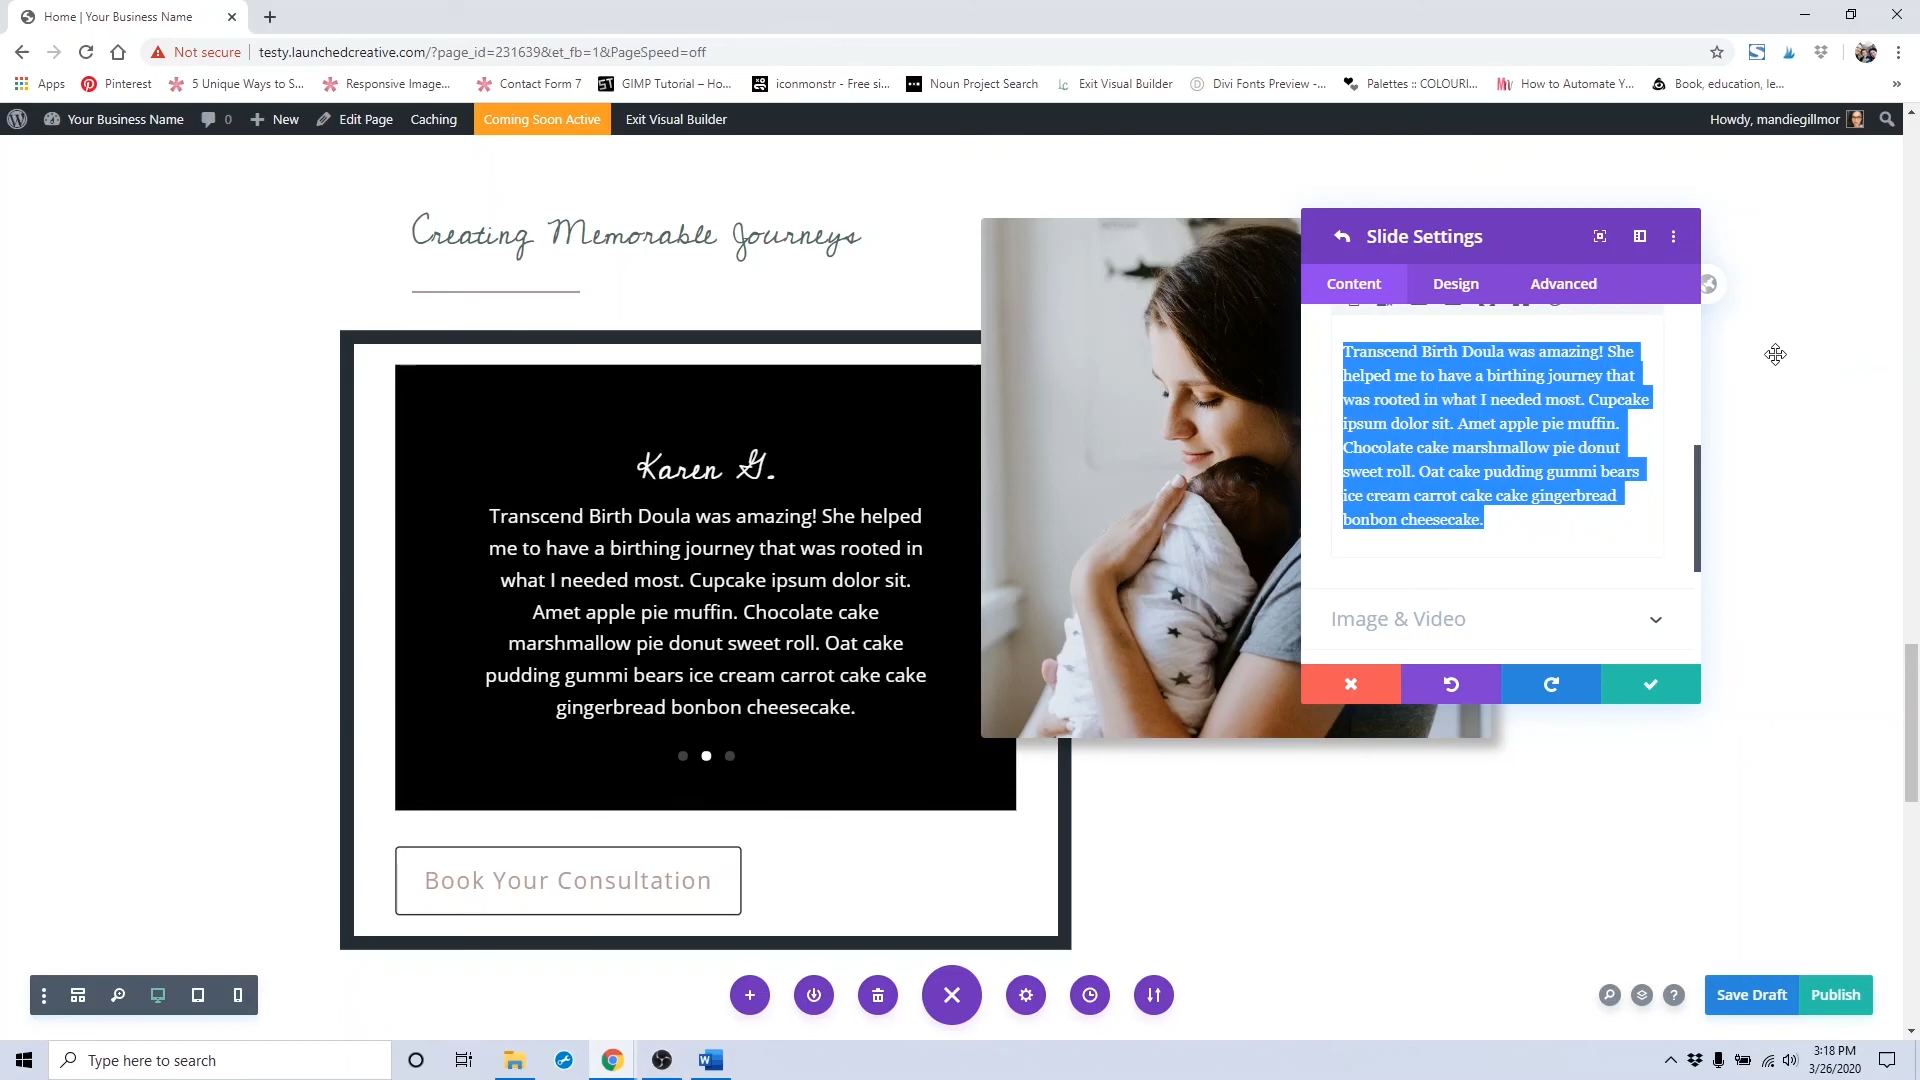 Home | Your Business Name
Not secure
testy.launchedcreative.com/?page_id=231639&et_fb=1&PageSpeed=off
Apps
Pinterest
5 Unique Ways to S...
Responsive Image...
Contact Form 7
GIMP Tutorial – Ho...
iconmonstr - Free si...
Noun Project Search
Exit Visual Builder
Divi Fonts Preview -...
Palettes :: COLOURl...
How to Automate Y...
Book, education, le...
Your Business Name
0
New
Edit Page
Caching
Coming Soon Active
Exit Visual Builder
Howdy, mandiegillmor
Creating Memorable Journeys
Karen G.
Transcend Birth Doula was amazing! She helped
me to have a birthing journey that was rooted in
what I needed most. Cupcake ipsum dolor sit.
Amet apple pie muffin. Chocolate cake
marshmallow pie donut sweet roll. Oat cake
pudding gummi bears ice cream carrot cake cake
gingerbread bonbon cheesecake.
Book Your Consultation
Slide Settings
Content
Design
Advanced
Transcend Birth Doula was amazing! She
helped me to have a birthing journey that
was rooted in what I needed most. Cupcake
ipsum dolor sit. Amet apple pie muffin.
Chocolate cake marshmallow pie donut
sweet roll. Oat cake pudding gummi bears
ice cream carrot cake cake gingerbread
bonbon cheesecake.
Image & Video
Save Draft
Publish
Type here to search
3:18 PM
3/26/2020